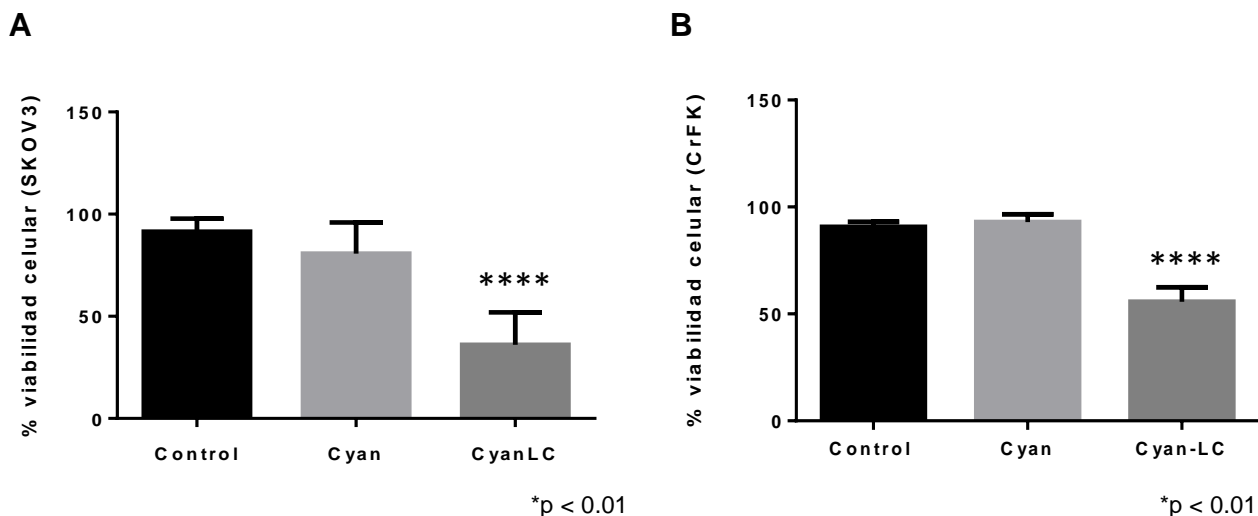 A
% viabilidad celular (SKOV3)
150
100
50
0
****
Control Cyan CyanLC
*p < 0.01
B
% viabilidad celular (CrFK)
150
100
50
0
****
Control Cyan Cyan-LC
*p < 0.01